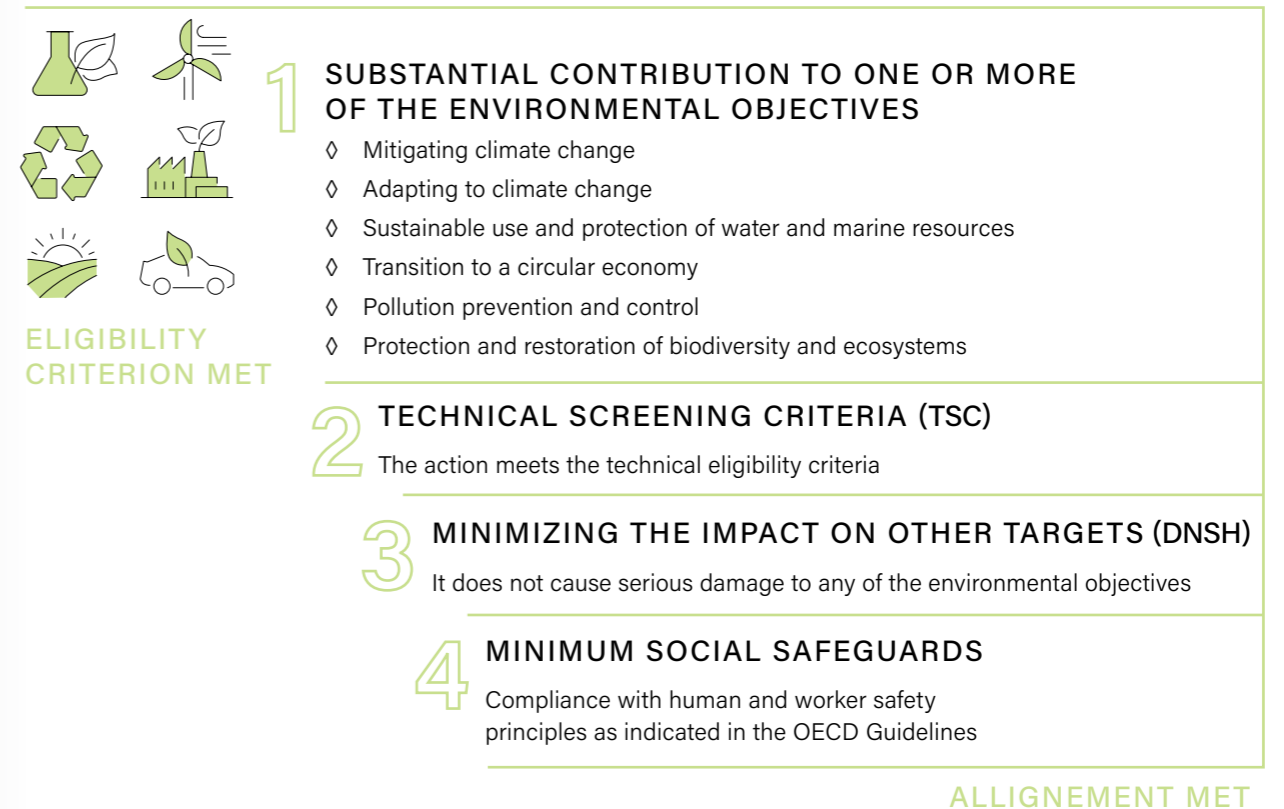 1
SUBSTANTIAL CONTRIBUTION TO ONE OR MORE
OF THE ENVIRONMENTAL OBJECTIVES
◊ Mitigating climate change
◊ Adapting to climate change
◊ Sustainable use and protection of water and marine resources
◊ Transition to a circular economy
◊ Pollution prevention and control
◊ Protection and restoration of biodiversity and ecosystems
ELIGIBILITY
CRITERION MET
2
TECHNICAL SCREENING CRITERIA (TSC)
The action meets the technical eligibility criteria
3
MINIMIZING THE IMPACT ON OTHER TARGETS (DNSH)
It does not cause serious damage to any of the environmental objectives
4
MINIMUM SOCIAL SAFEGUARDS
Compliance with human and worker safety
principles as indicated in the OECD Guidelines
ALLIGNEMENT MET